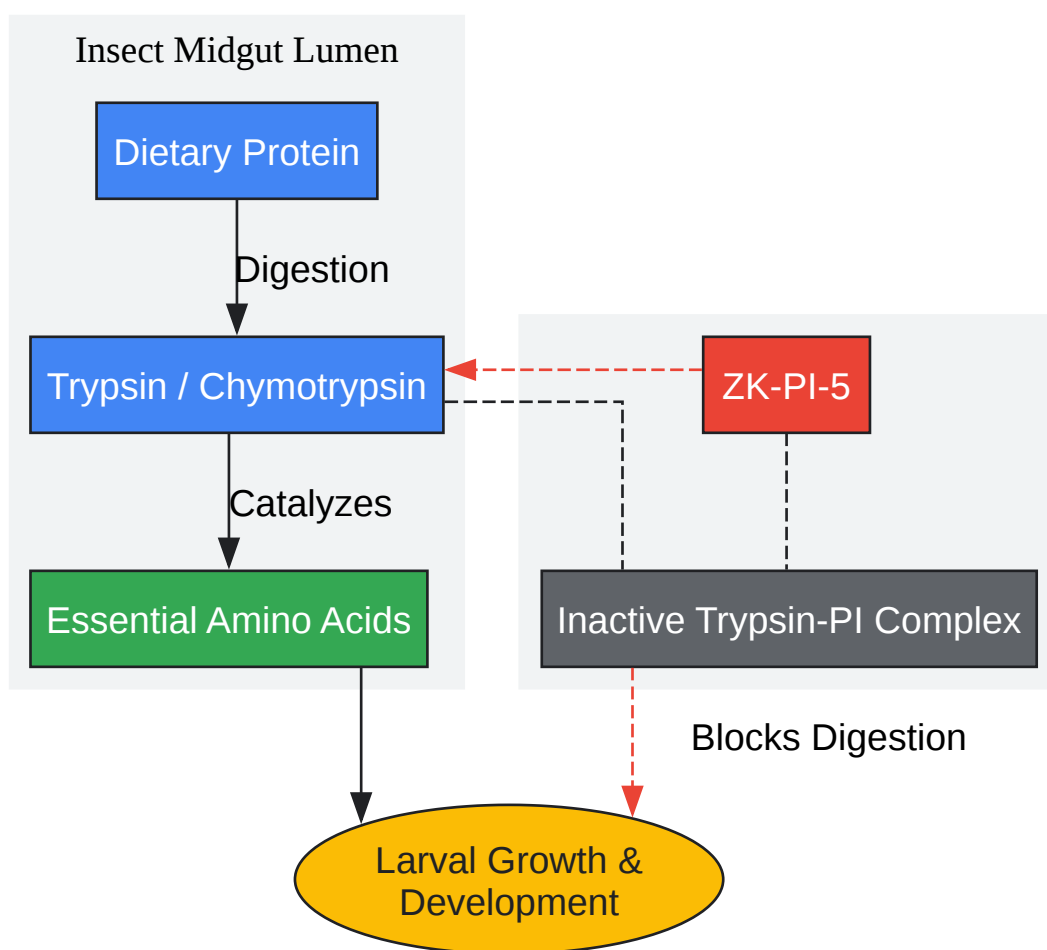 Insect Midgut Lumen
Dietary Protein
Digestion
Trypsin / Chymotrypsin
ZK-PI-5
Catalyzes
Essential Amino Acids
Inactive Trypsin-PI Complex
Blocks Digestion
Larval Growth &
Development